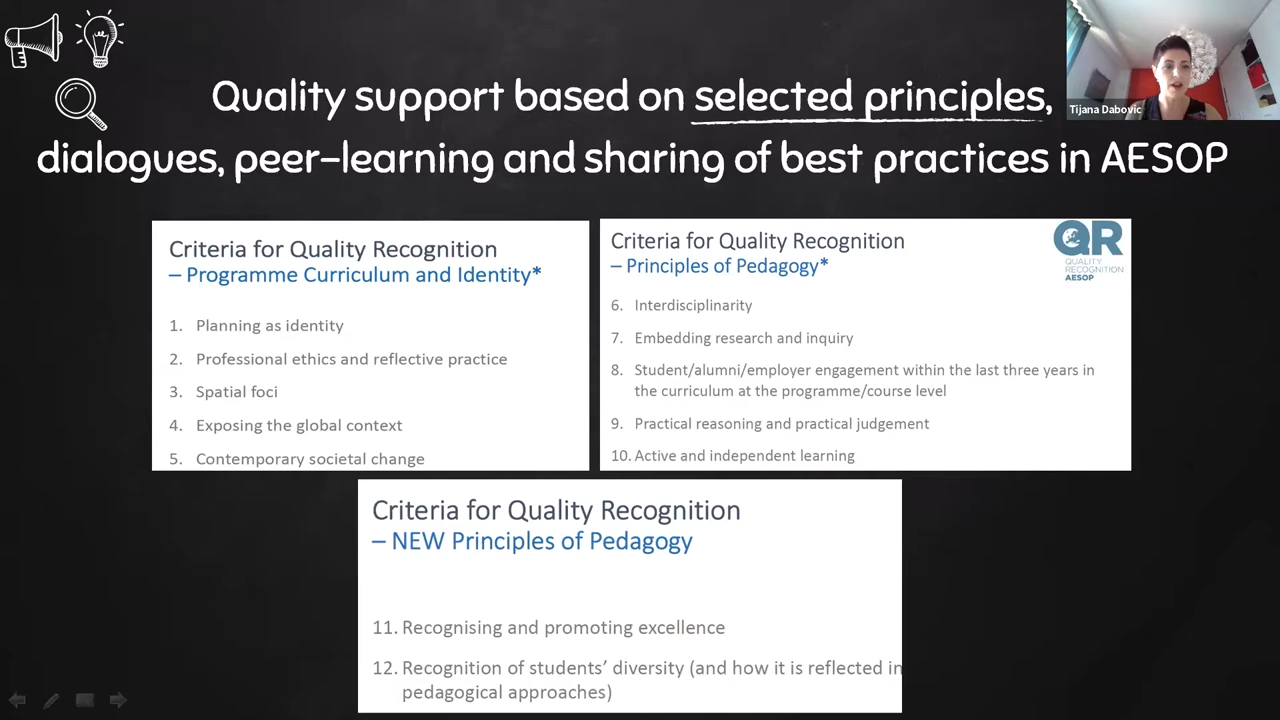 Quality support based on selected principles,
dialogues, peer-learning and sharing of best practices in AESOP
Tijana Dabovic
Criteria for Quality Recognition
– Programme Curriculum and Identity*
1. Planning as identity
2. Professional ethics and reflective practice
3. Spatial foci
4. Exposing the global context
5. Contemporary societal change
Criteria for Quality Recognition
– Principles of Pedagogy*
QR
QUALITY
RECOGNITION
AESOP
6. Interdisciplinarity
7. Embedding research and inquiry
8. Student/alumni/employer engagement within the last three years in
the curriculum at the programme/course level
9. Practical reasoning and practical judgement
10. Active and independent learning
Criteria for Quality Recognition
– NEW Principles of Pedagogy
11. Recognising and promoting excellence
12. Recognition of students’ diversity (and how it is reflected in
pedagogical approaches)